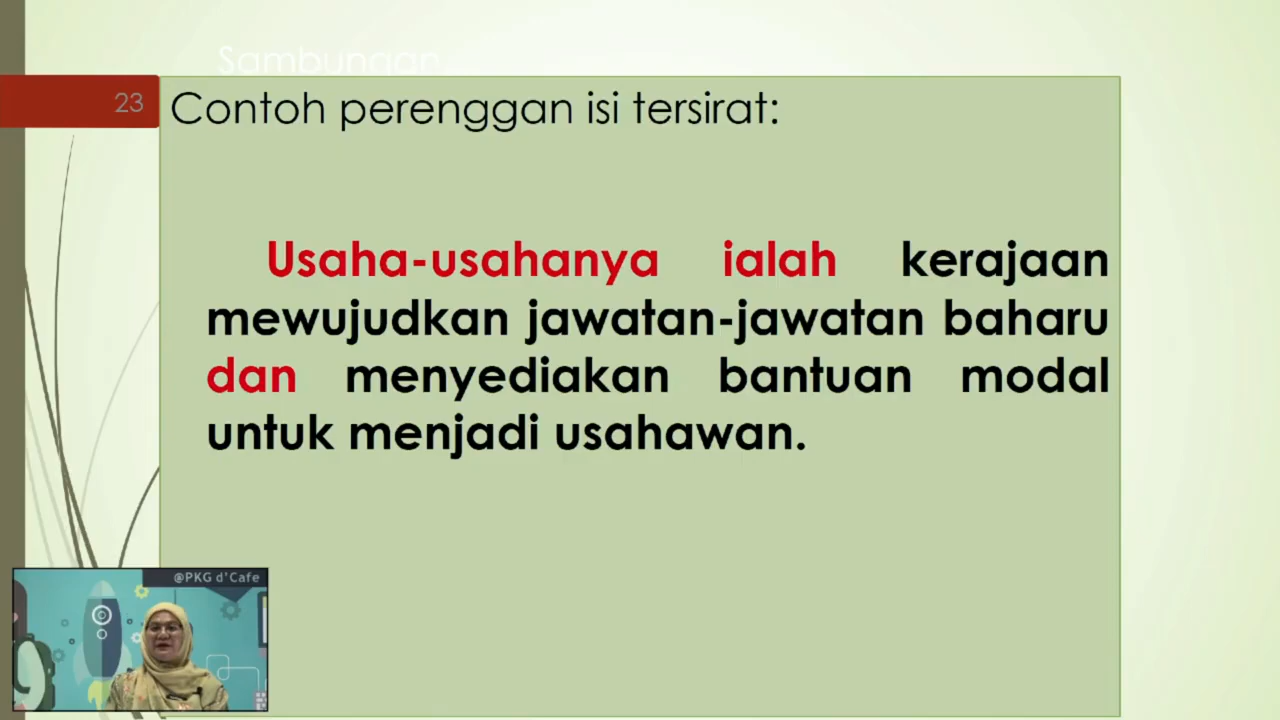 Sambungan...
23
Contoh perenggan isi tersirat:
Usaha-usahanya ialah kerajaan
mewujudkan jawatan-jawatan baharu
dan menyediakan bantuan modal
untuk menjadi usahawan.
@PKG d'Cafe